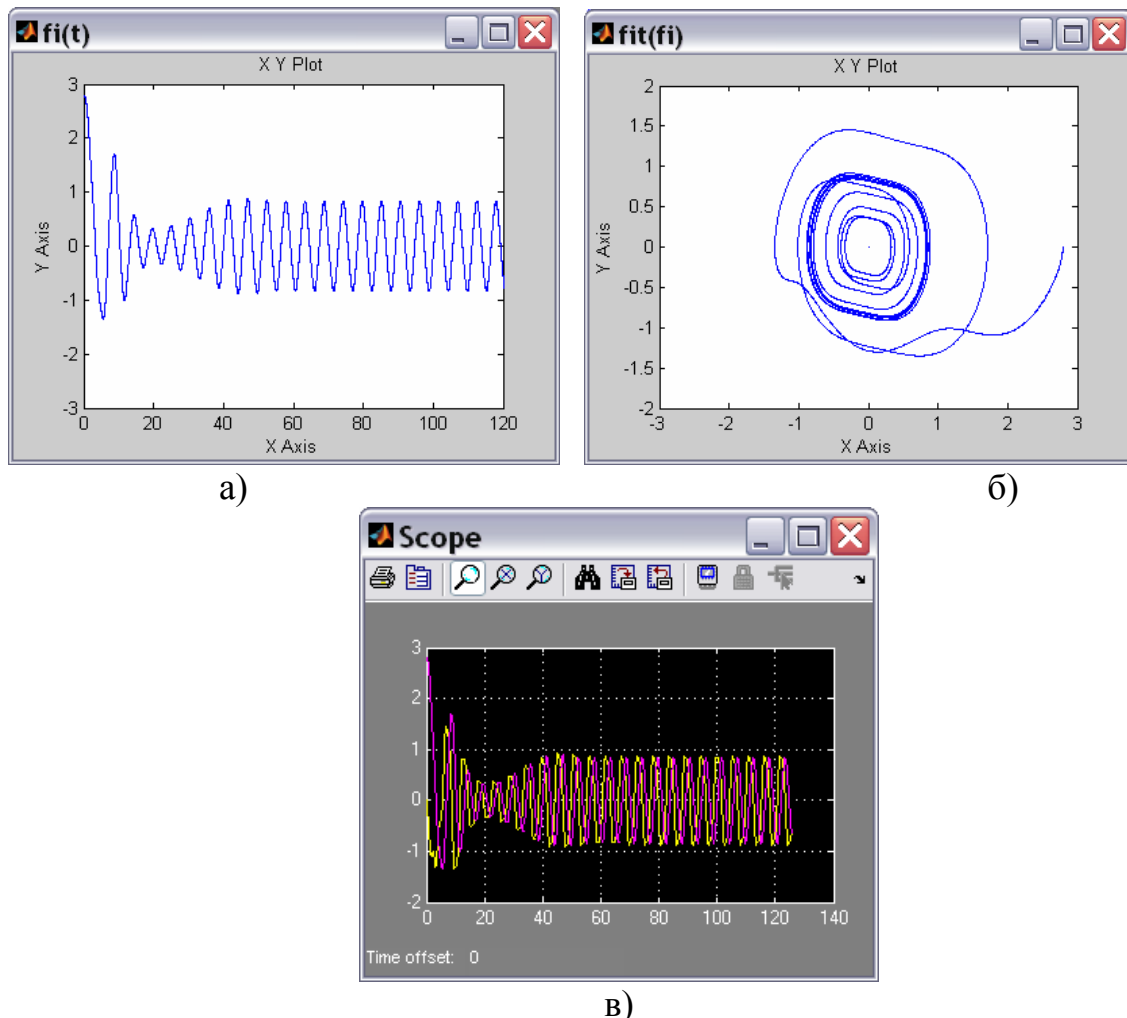 fi(t)
X Y Plot
3
2
1
0
-1
-2
-3
0 20 40 60 80 100 120
X Axis
Y Axis
а)
fit(fi)
X Y Plot
2
1.5
1
0.5
0
-0.5
-1
-1.5
-2
-3 -2 -1 0 1 2 3
X Axis
Y Axis
б)
Scope
3
2
1
0
-1
-2
0 20 40 60 80 100 120 140
Time offset: 0
в)